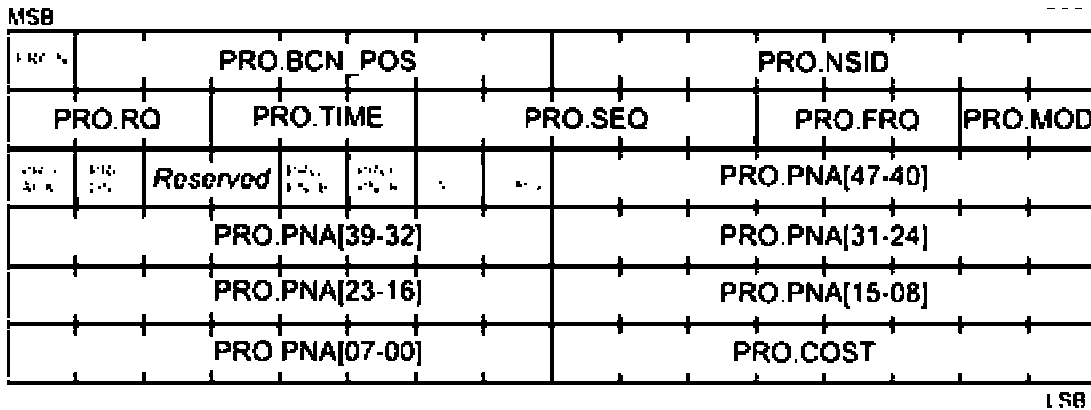 MSB
PRO.BCN_POS PRO.NSID
PRO.RQ PRO.TIME PRO.SEQ PRO.FRQ PRO.MOD
Reserved PRO.PNA[47-40]
PRO.PNA[39-32] PRO.PNA[31-24]
PRO.PNA[23-16] PRO.PNA[15-08]
PRO PNA[07-00] PRO.COST
LSB